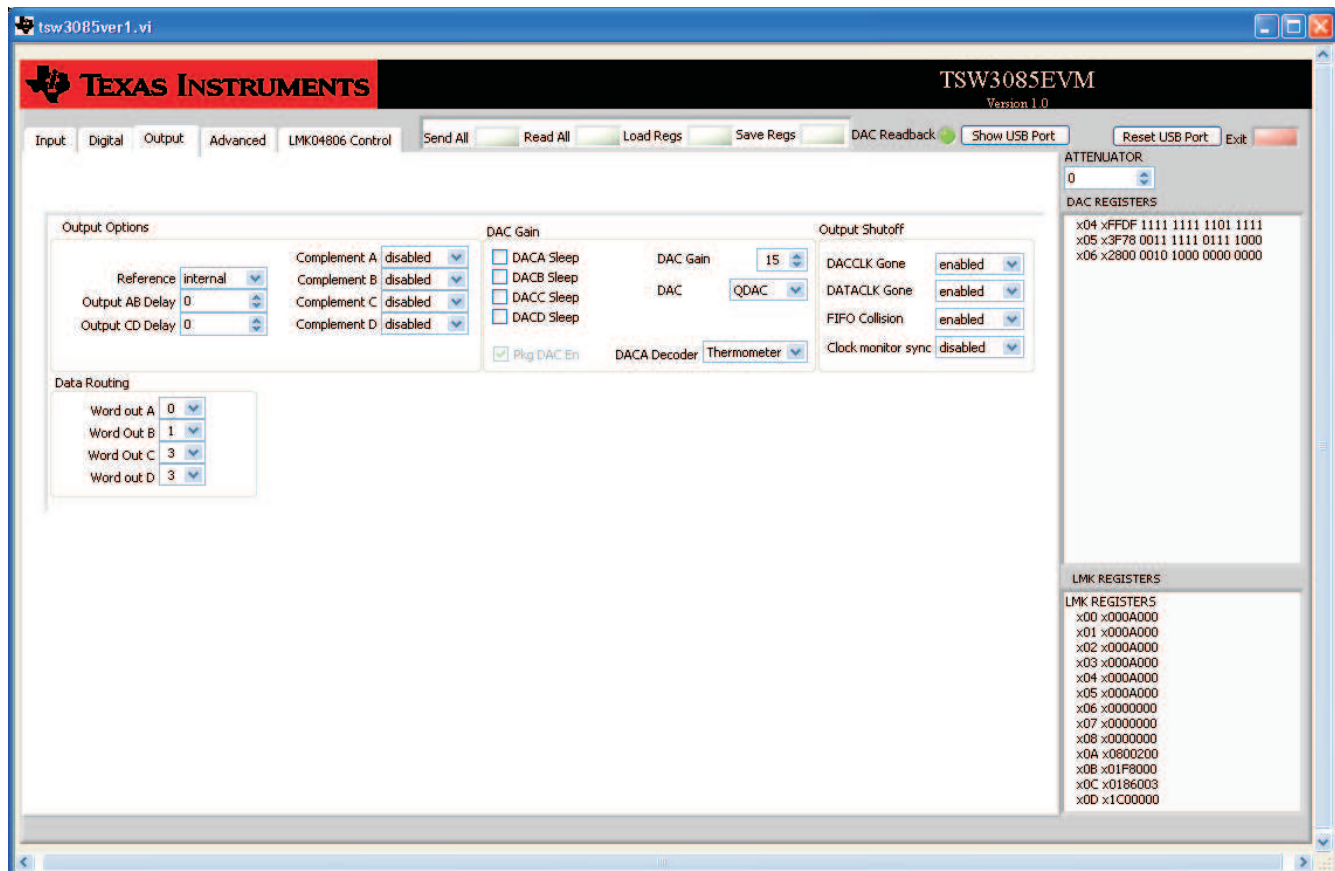 tsw3085ver1.vi
TEXAS INSTRUMENTS
TSW3085EVM
Version 1.0
Input Digital Output Advanced LMK04806 Control Send All Read All Load Regs Save Regs DAC Readback Show USB Port Reset USB Port Exit
ATTENUATOR
0
DAC REGISTERS
x04 xFFDF 1111 1111 1101 1111
x05 x3F78 0011 1111 0111 1000
x06 x2800 0010 1000 0000 0000
Output Options
Reference internal
Output AB Delay 0
Output CD Delay 0
Complement A disabled
Complement B disabled
Complement C disabled
Complement D disabled
DAC Gain
DACA Sleep
DACB Sleep
DACC Sleep
DACD Sleep
Pkg DAC En
DAC Gain 15
DAC QDAC
DACA Decoder Thermometer
Output Shutoff
DACCLK Gone enabled
DATACLK Gone enabled
FIFO Collision enabled
Clock monitor sync disabled
Data Routing
Word out A 0
Word Out B 1
Word Out C 3
Word out D 3
LMK REGISTERS
LMK REGISTERS
x00 x000A000
x01 x000A000
x02 x000A000
x03 x000A000
x04 x000A000
x05 x000A000
x06 x0000000
x07 x0000000
x08 x0000000
x0A x0800200
x0B x01F8000
x0C x0186003
x0D x1C00000